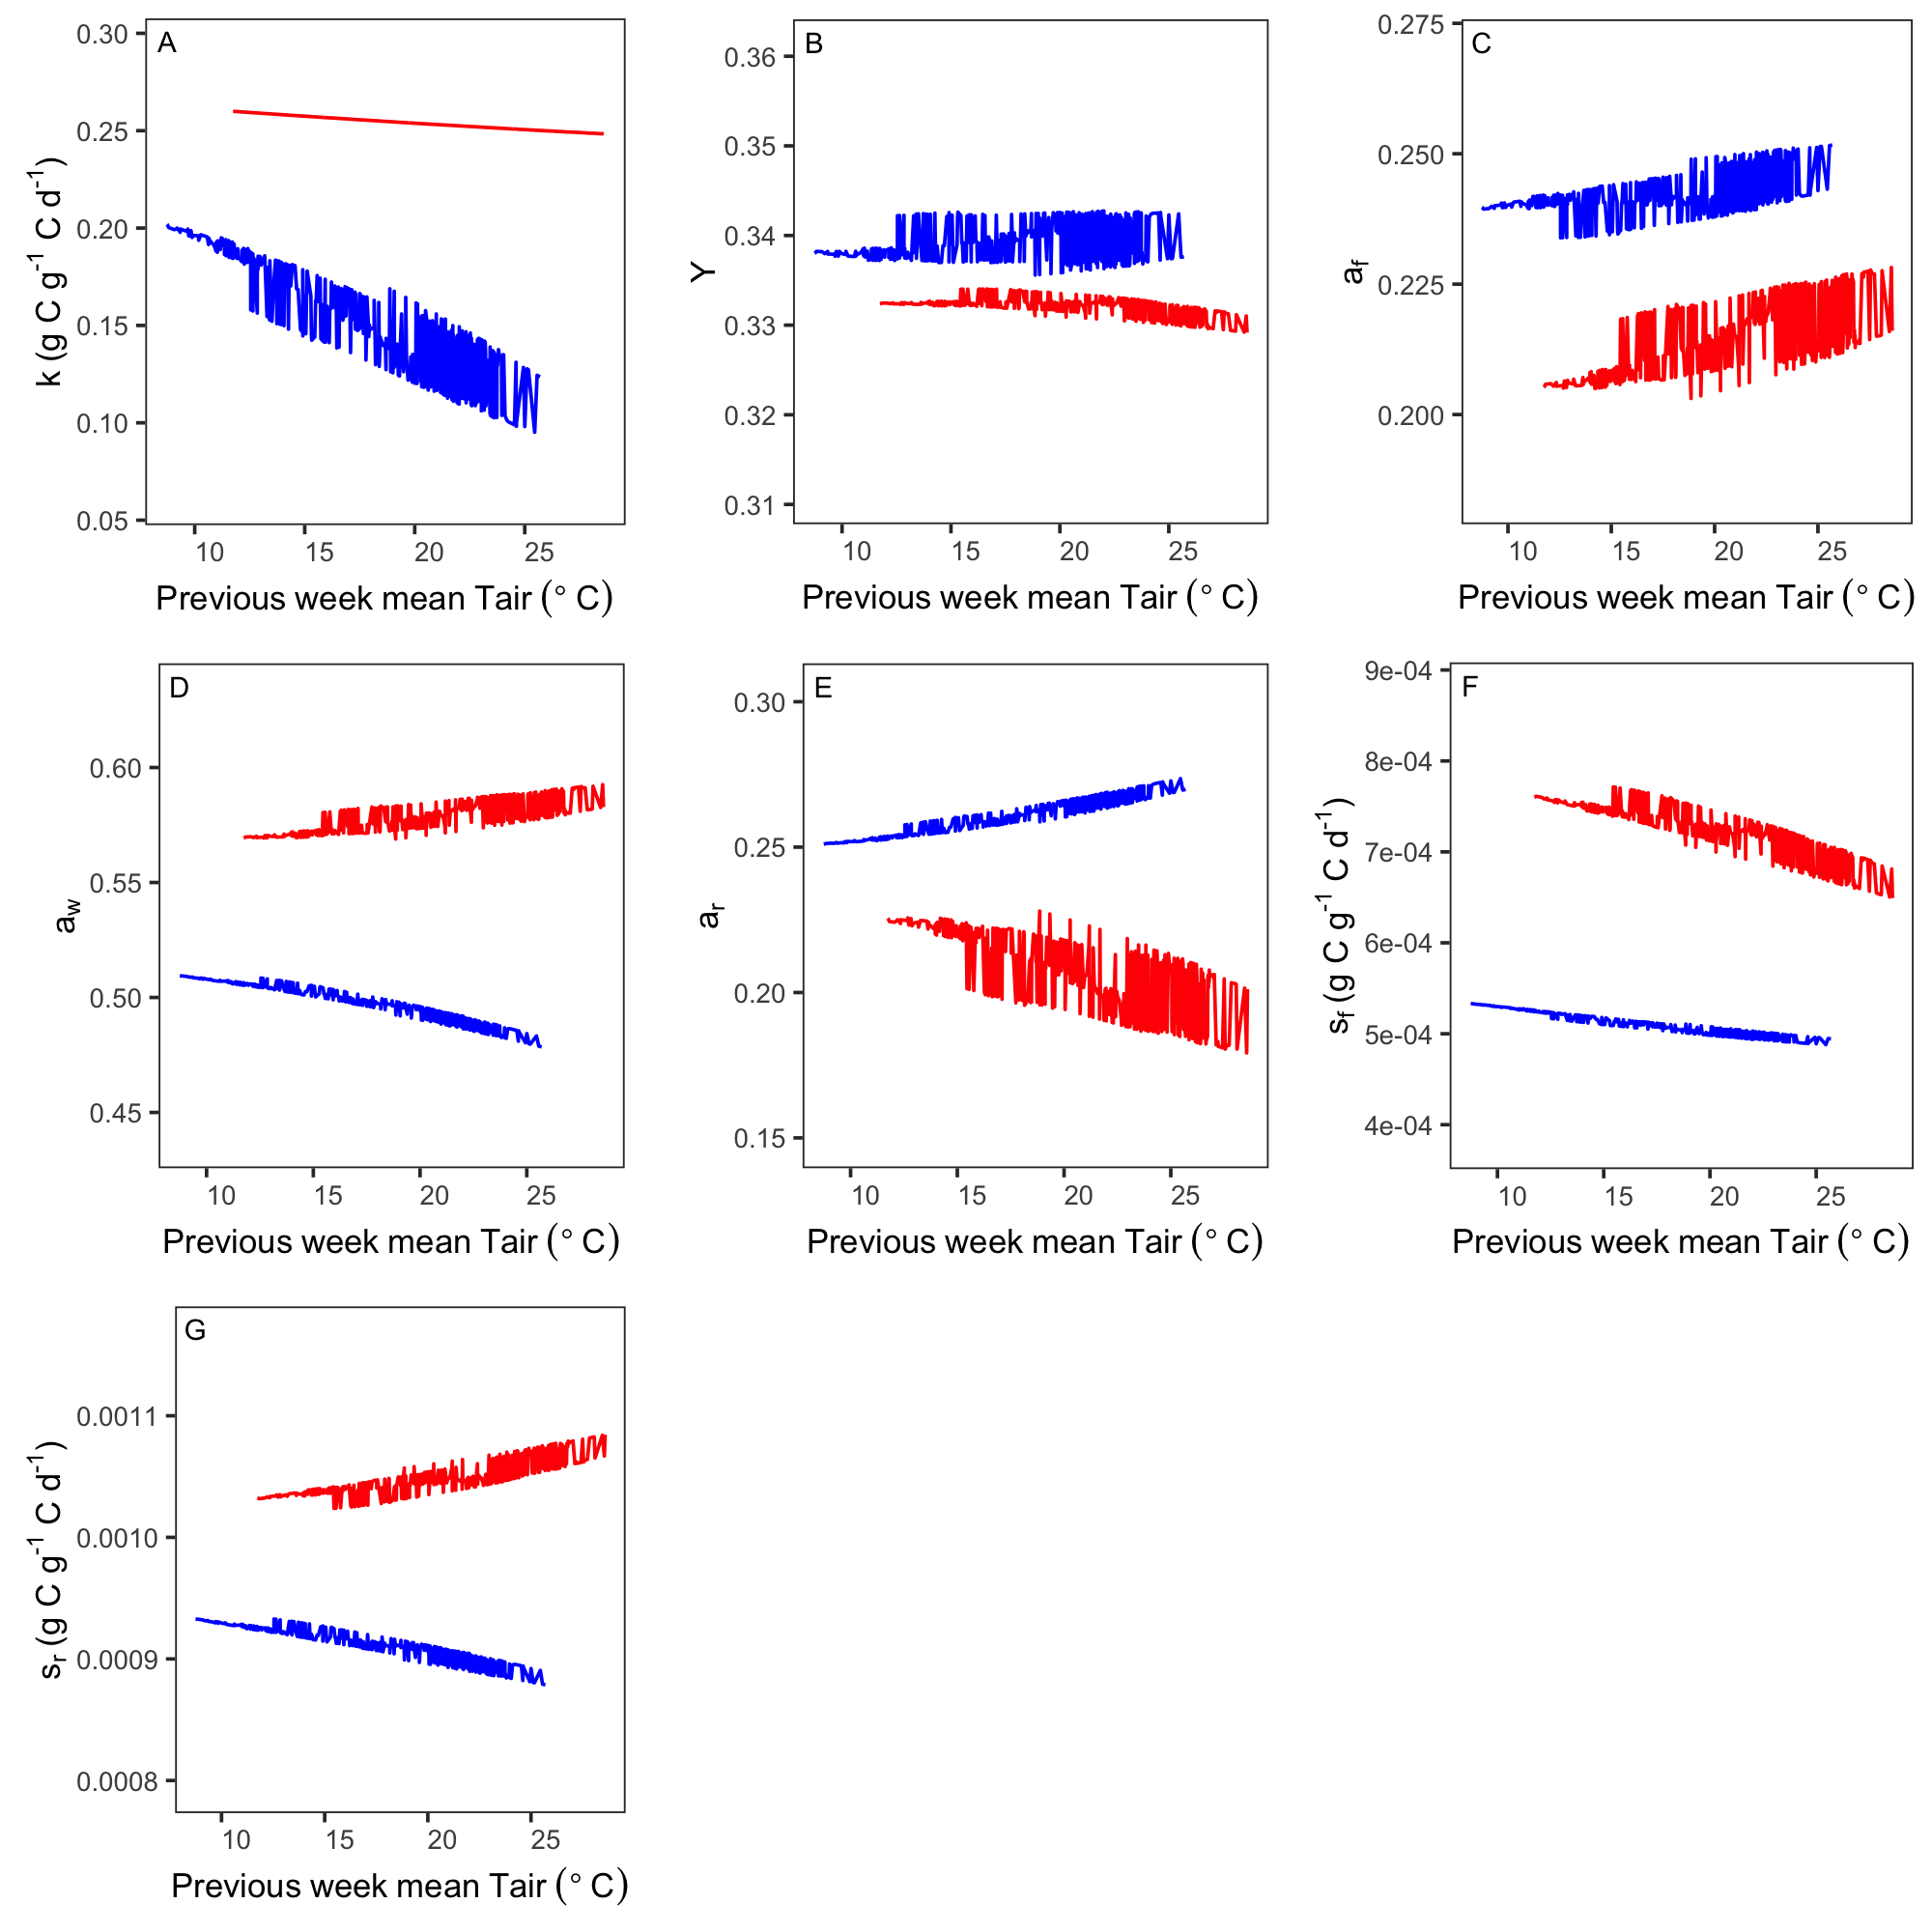 A
0.30
0.25
0.20
0.15
0.10
0.05
k (g C g⁻¹ C d⁻¹)
10 15 20 25
Previous week mean Tair (° C)
B
0.36
0.35
0.34
0.33
0.32
0.31
Y
10 15 20 25
Previous week mean Tair (° C)
C
0.275
0.250
0.225
0.200
a_f
10 15 20 25
Previous week mean Tair (° C)
D
0.60
0.55
0.50
0.45
a_w
10 15 20 25
Previous week mean Tair (° C)
E
0.30
0.25
0.20
0.15
a_r
10 15 20 25
Previous week mean Tair (° C)
F
9e-04
8e-04
7e-04
6e-04
5e-04
4e-04
s_f (g C g⁻¹ C d⁻¹)
10 15 20 25
Previous week mean Tair (° C)
G
0.0011
0.0010
0.0009
0.0008
s_r (g C g⁻¹ C d⁻¹)
10 15 20 25
Previous week mean Tair (° C)